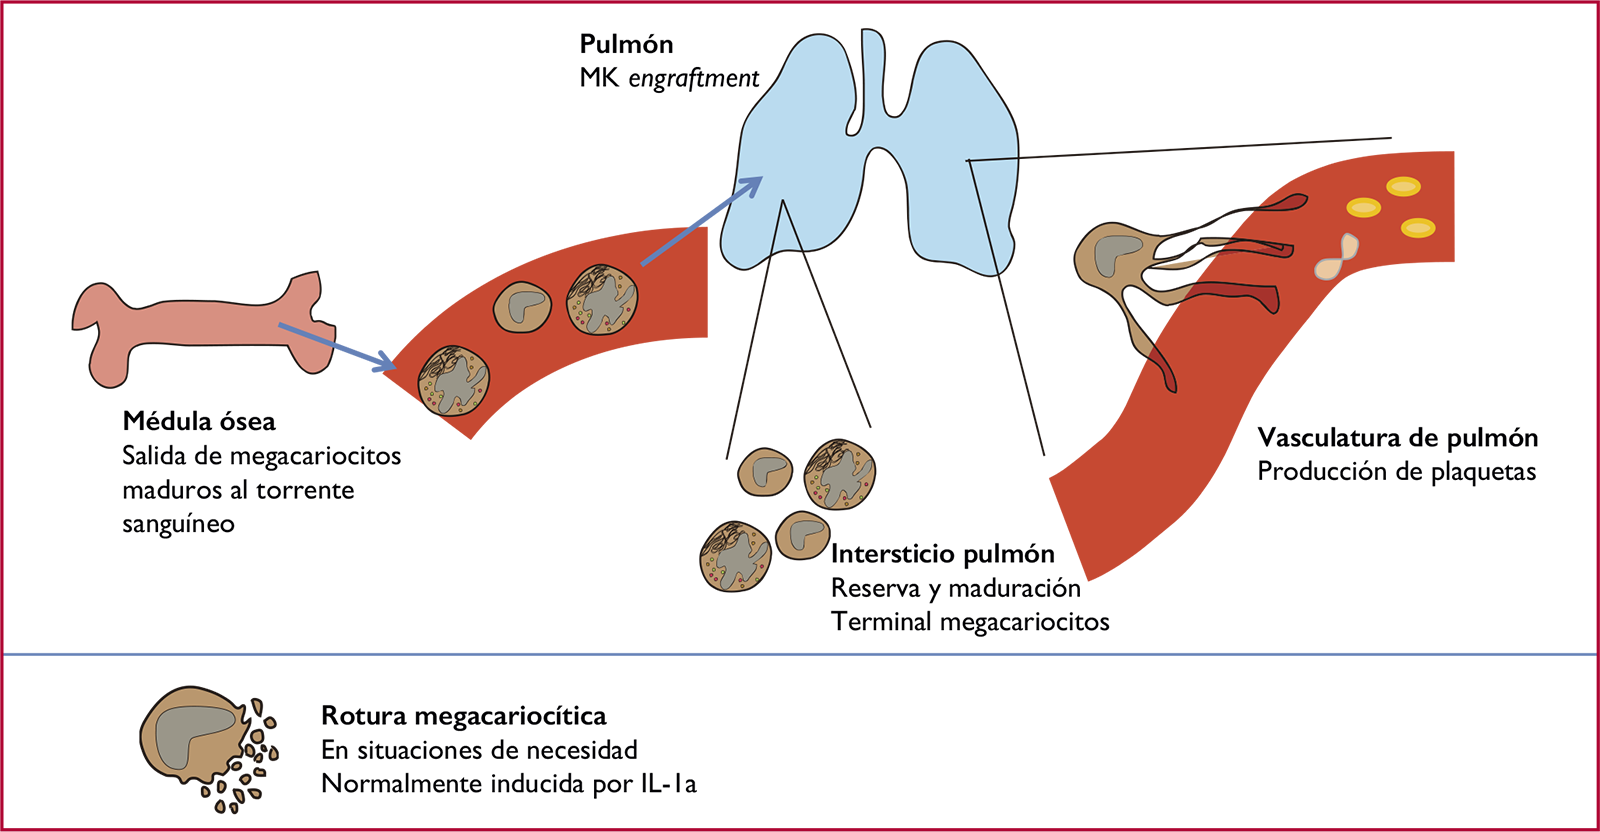 Pulmón
MK engraftment
Médula ósea
Salida de megacariocitos
maduros al torrente
sanguíneo
Intersticio pulmón
Reserva y maduración
Terminal megacariocitos
Vasculatura de pulmón
Producción de plaquetas
Rotura megacariocítica
En situaciones de necesidad
Normalmente inducida por IL-1a